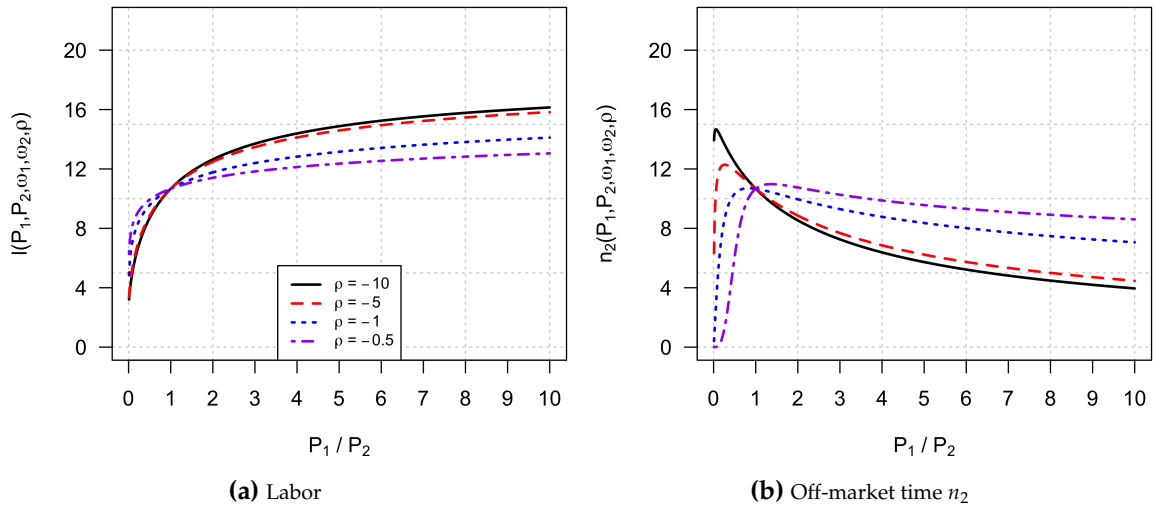 l(P₁,P₂,ω₁,ω₂,ρ)
20
16
12
8
4
0
ρ = −10
ρ = −5
ρ = −1
ρ = −0.5
0 1 2 3 4 5 6 7 8 9 10
P₁ / P₂
(a) Labor
n₂(P₁,P₂,ω₁,ω₂,ρ)
20
16
12
8
4
0
0 1 2 3 4 5 6 7 8 9 10
P₁ / P₂
(b) Off-market time n₂